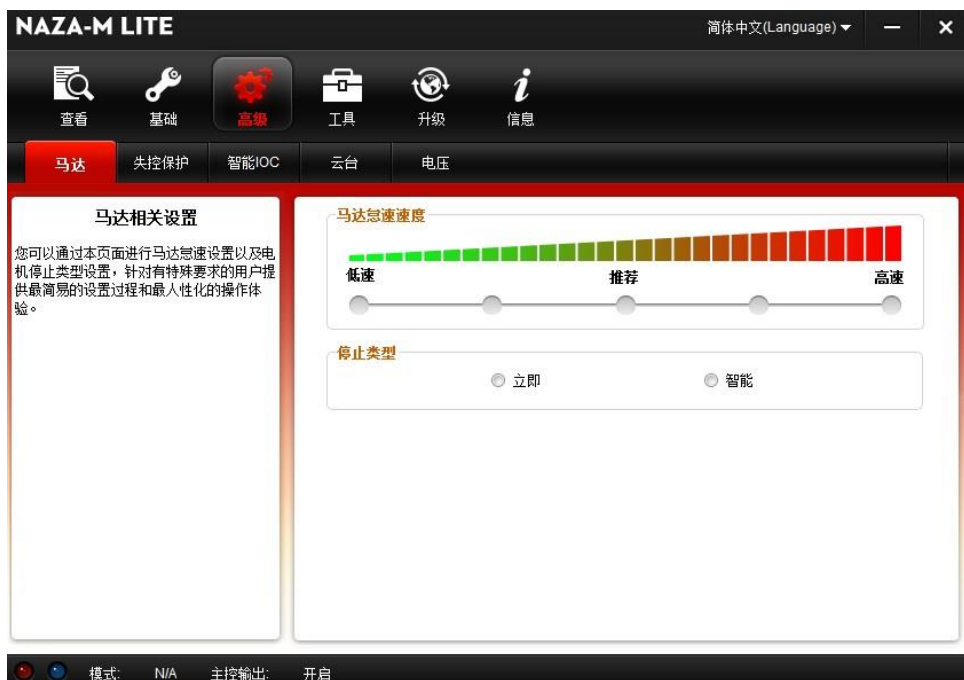 NAZA-M LITE
简体中文(Language)
查看 基础 高级 工具 升级 信息
马达 失控保护 智能IOC 云台 电压
马达相关设置
您可以通过本页面进行马达怠速设置以及电
机停止类型设置，针对有特殊要求的用户提
供最简易的设置过程和最人性化的操作体
验。
马达怠速速度
低速 推荐 高速
停止类型
立即 智能
模式: N/A 主控输出: 开启